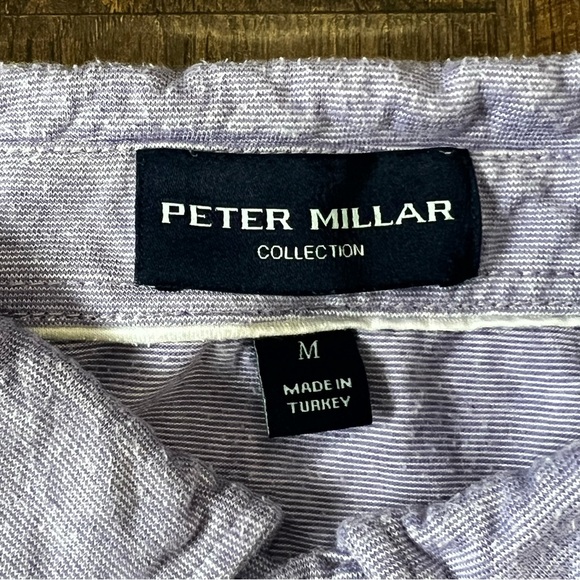 PETER MILLAR
COLLECTION
M
MADE IN
TURKEY